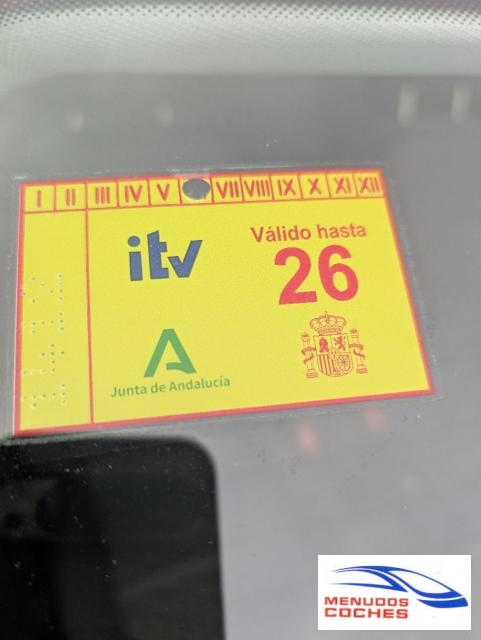 I II III IV V VII VIII IX X XI XII
itv
Válido hasta
26
Junta de Andalucía
MENUDOS
COCHES